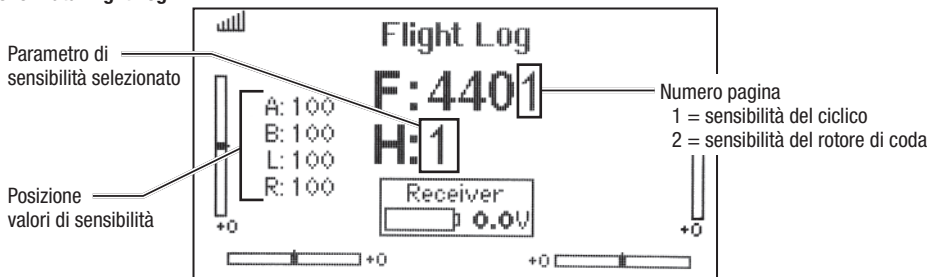 Flight Log
Parametro di
sensibilità selezionato
F:4401
H:1
A: 100
B: 100
L: 100
R: 100
Numero pagina
1 = sensibilità del ciclico
2 = sensibilità del rotore di coda
Posizione
valori di sensibilità
Receiver
0.0V
+0
+0
+0
+0